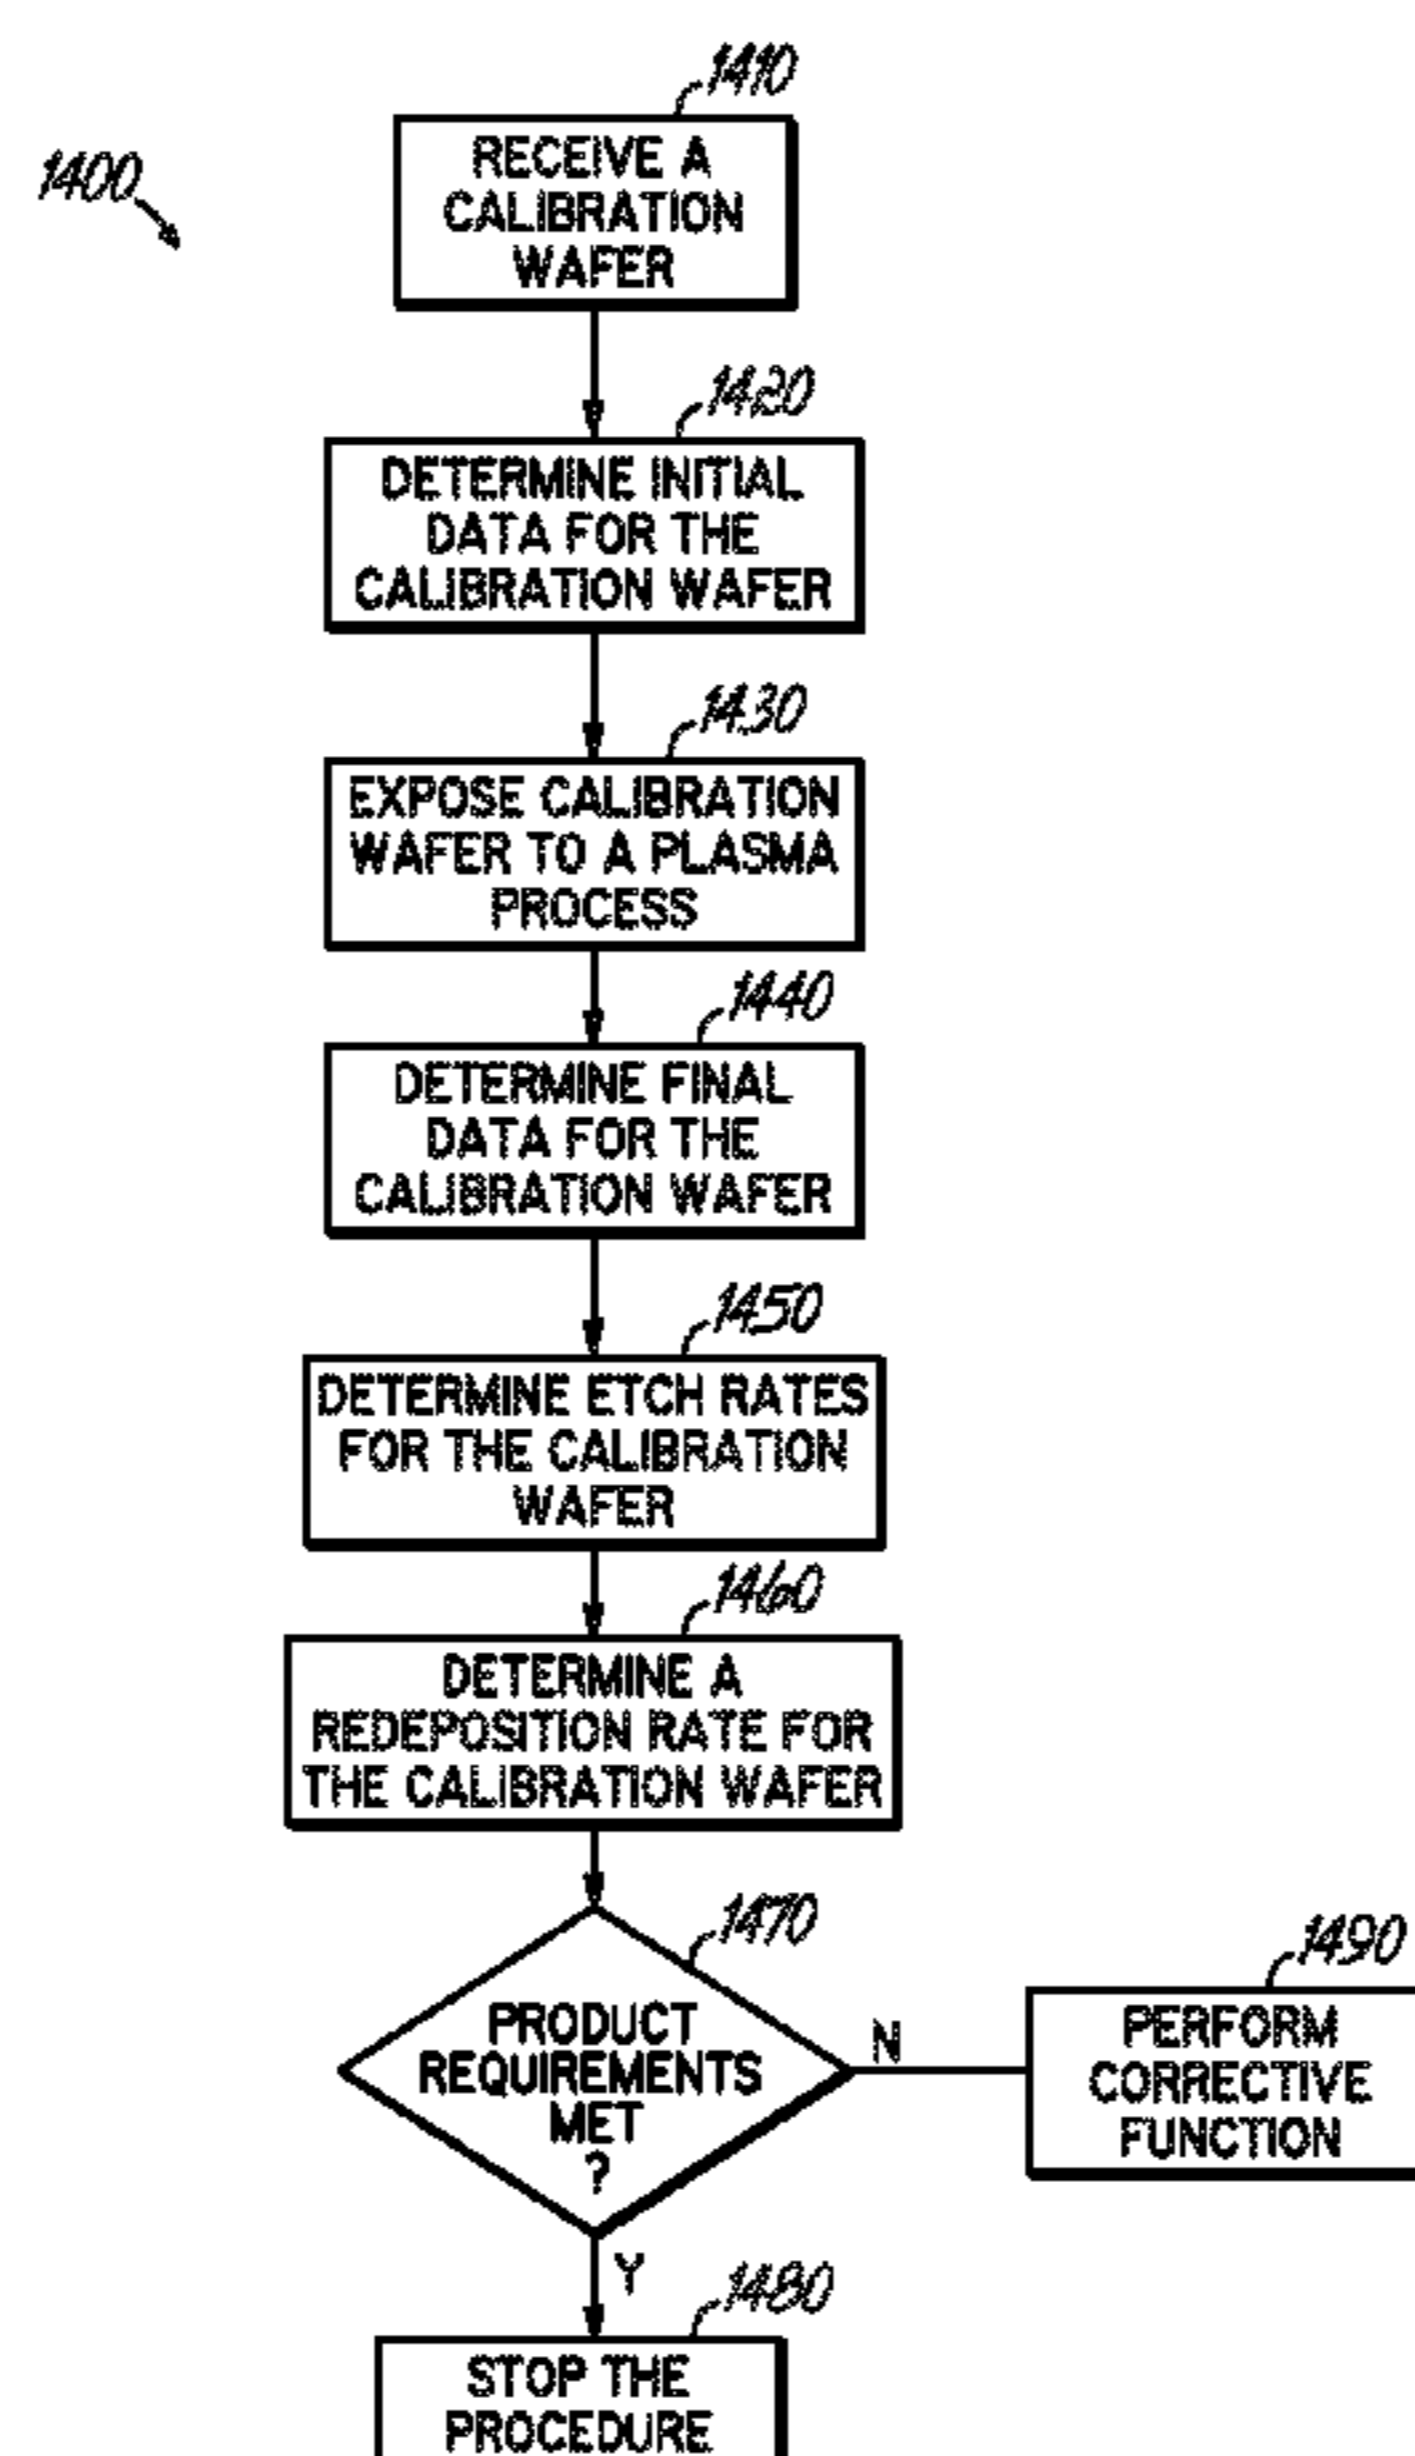 1410
1400
RECEIVE A
CALIBRATION
WAFER
1420
DETERMINE INITIAL
DATA FOR THE
CALIBRATION WAFER
1430
EXPOSE CALIBRATION
WAFER TO A PLASMA
PROCESS
1440
DETERMINE FINAL
DATA FOR THE
CALIBRATION WAFER
1450
DETERMINE ETCH RATES
FOR THE CALIBRATION
WAFER
1460
DETERMINE A
REDEPOSITION RATE FOR
THE CALIBRATION WAFER
1470
PRODUCT
REQUIREMENTS
MET
?
N
1490
PERFORM
CORRECTIVE
FUNCTION
Y
1480
STOP THE
PROCEDURE